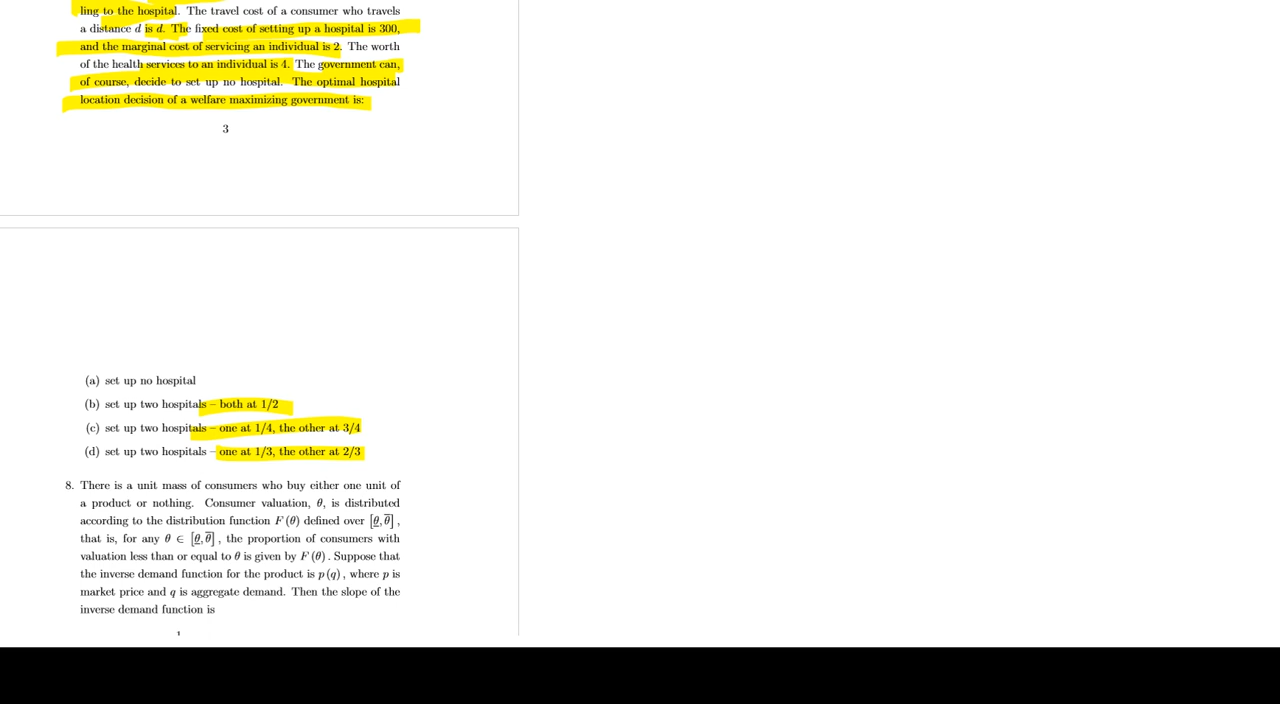 ling to the hospital. The travel cost of a consumer who travels
a distance d is d. The fixed cost of setting up a hospital is 300,
and the marginal cost of servicing an individual is 2. The worth
of the health services to an individual is 4. The government can,
of course, decide to set up no hospital. The optimal hospital
location decision of a welfare maximizing government is:
3
(a) set up no hospital
(b) set up two hospitals – both at 1/2
(c) set up two hospitals – one at 1/4, the other at 3/4
(d) set up two hospitals – one at 1/3, the other at 2/3
8. There is a unit mass of consumers who buy either one unit of
a product or nothing. Consumer valuation, θ, is distributed
according to the distribution function F (θ) defined over [θ̲, θ̅] ,
that is, for any θ ∈ [θ̲, θ̅] , the proportion of consumers with
valuation less than or equal to θ is given by F (θ) . Suppose that
the inverse demand function for the product is p (q) , where p is
market price and q is aggregate demand. Then the slope of the
inverse demand function is